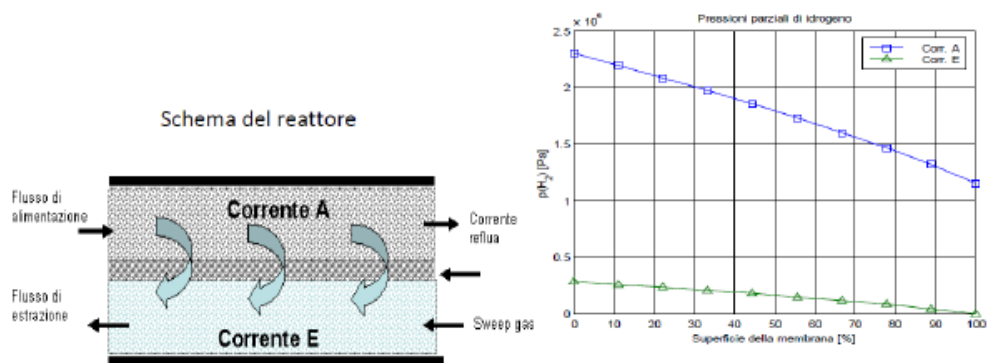 Schema del reattore
Flusso di
alimentazione
Corrente A
Corrente
reflua
Flusso di
estrazione
Corrente E
Sweep gas
Pressioni parziali di idrogeno
× 10⁶
Corr. A
Corr. E
2.5
2
1.5
1
0.5
0
p(H₂) [Pa]
0 10 20 30 40 50 60 70 80 90 100
Superficie della membrana [%]